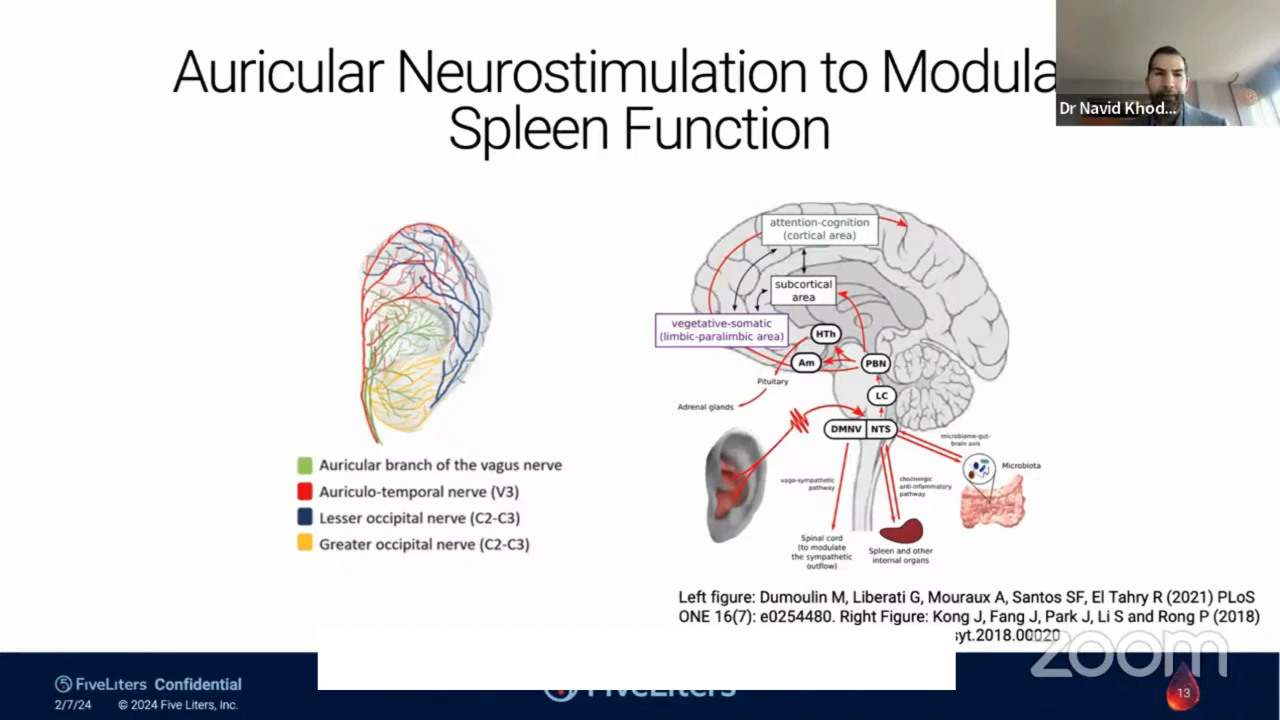 Auricular Neurostimulation to Modula
Spleen Function
Dr Navid Khod...
attention-cognition
(cortical area)
subcortical
area
vegetative-somatic
(limbic-paralimbic area)
HTh
Am
PBN
Pituitary
LC
Adrenal glands
DMNV
NTS
microbiome-gut-
brain axis
Microbiota
vago-sympathetic
pathway
cholinergic
anti-inflammatory
pathway
Spinal cord
(to modulate
the sympathetic
outflow)
Spleen and other
internal organs
Auricular branch of the vagus nerve
Auriculo-temporal nerve (V3)
Lesser occipital nerve (C2-C3)
Greater occipital nerve (C2-C3)
Left figure: Dumoulin M, Liberati G, Mouraux A, Santos SF, El Tahry R (2021) PLoS
ONE 16(7): e0254480. Right Figure: Kong J, Fang J, Park J, Li S and Rong P (2018)
syt.2018.00020
zoom
FIVELITERS Confidential
2/7/24 © 2024 Five Liters, Inc.
FIVELITERS
13